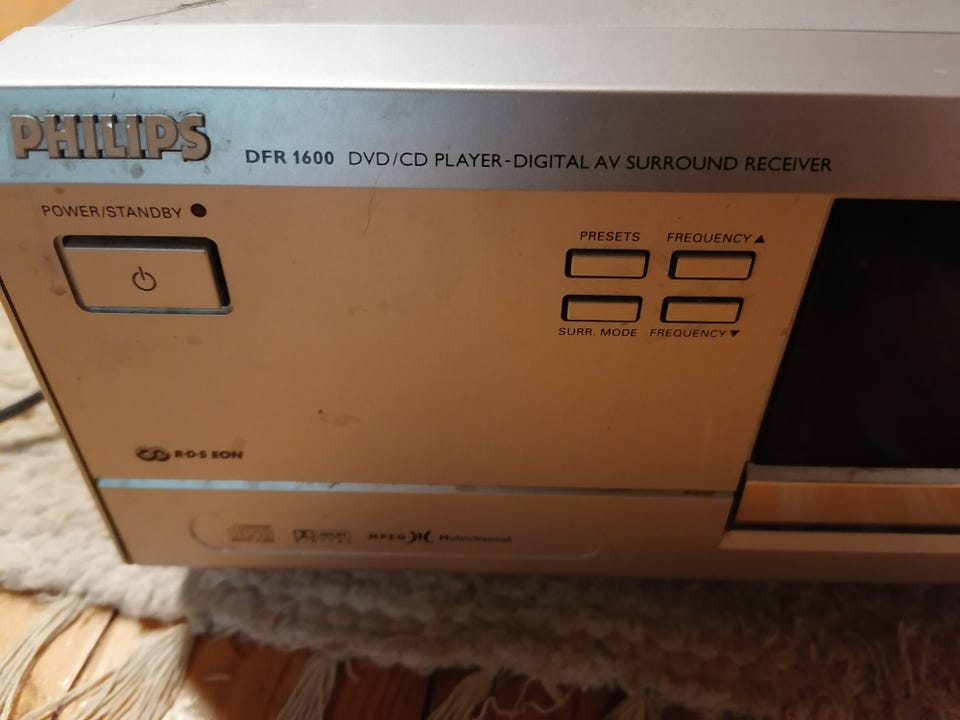 PHILIPS
DFR 1600 DVD/CD PLAYER-DIGITAL AV SURROUND RECEIVER
POWER/STANDBY
PRESETS FREQUENCY ▲
SURR. MODE FREQUENCY ▼
R·D·S EON
MPEG Multichannel